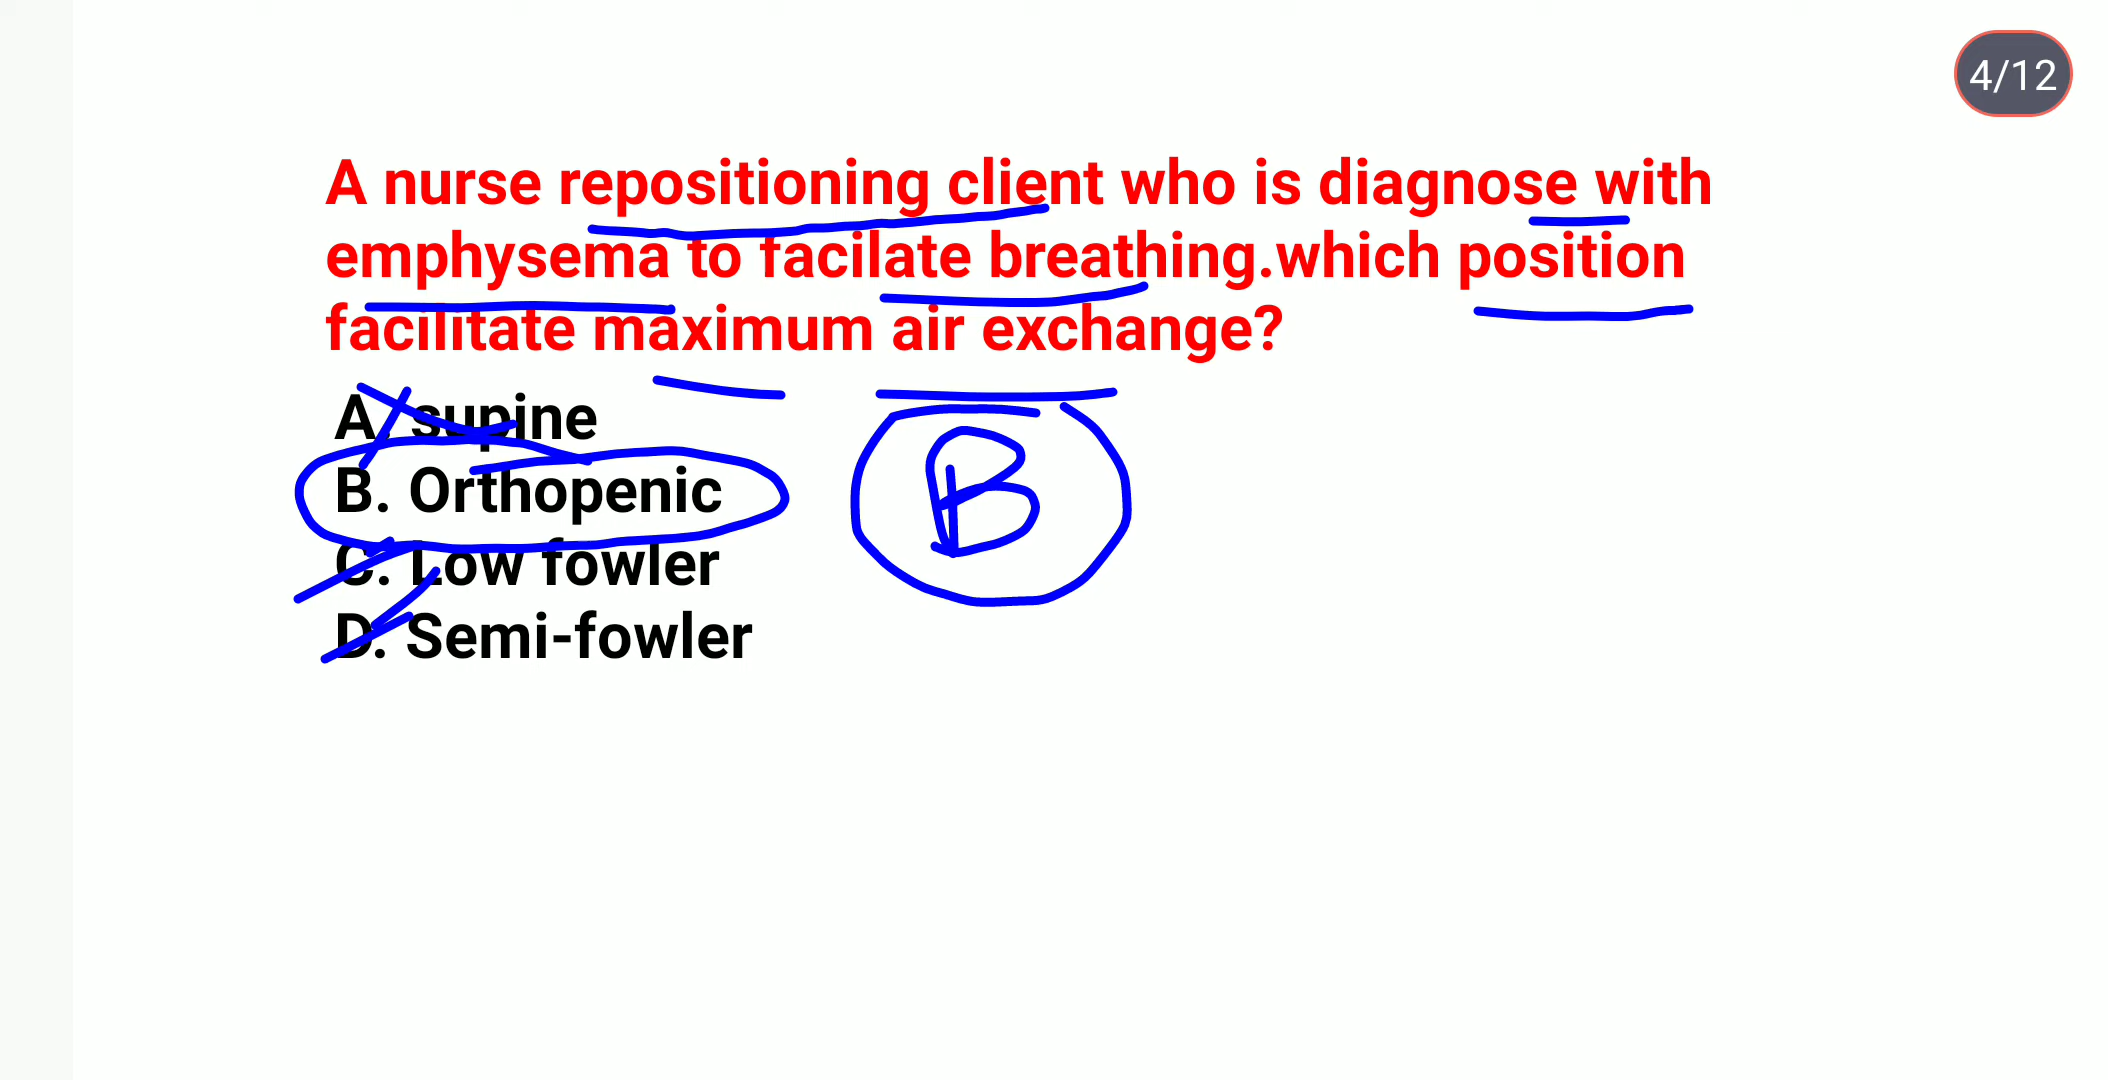 4/12
A nurse repositioning client who is diagnose with
emphysema to facilate breathing.which position
facilitate maximum air exchange?
A. supine
B. Orthopenic
B
C. Low fowler
D. Semi-fowler